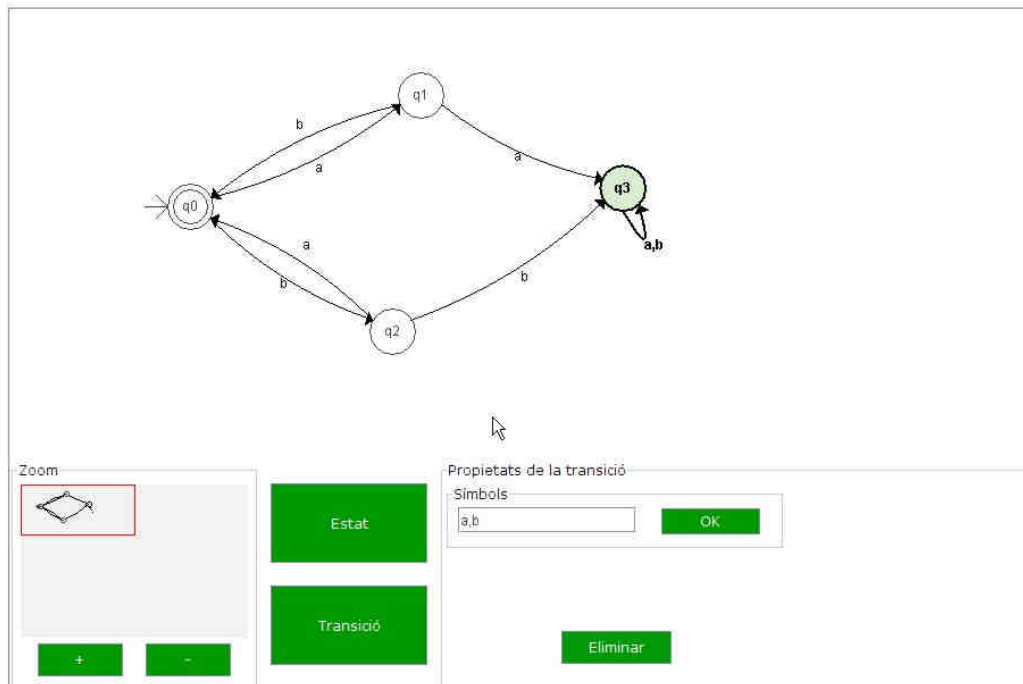 q1
b
a
a
q3
q0
a,b
a
b
b
q2
Zoom
Propietats de la transició
Símbols
Estat
a,b
OK
Transició
Eliminar
+
-